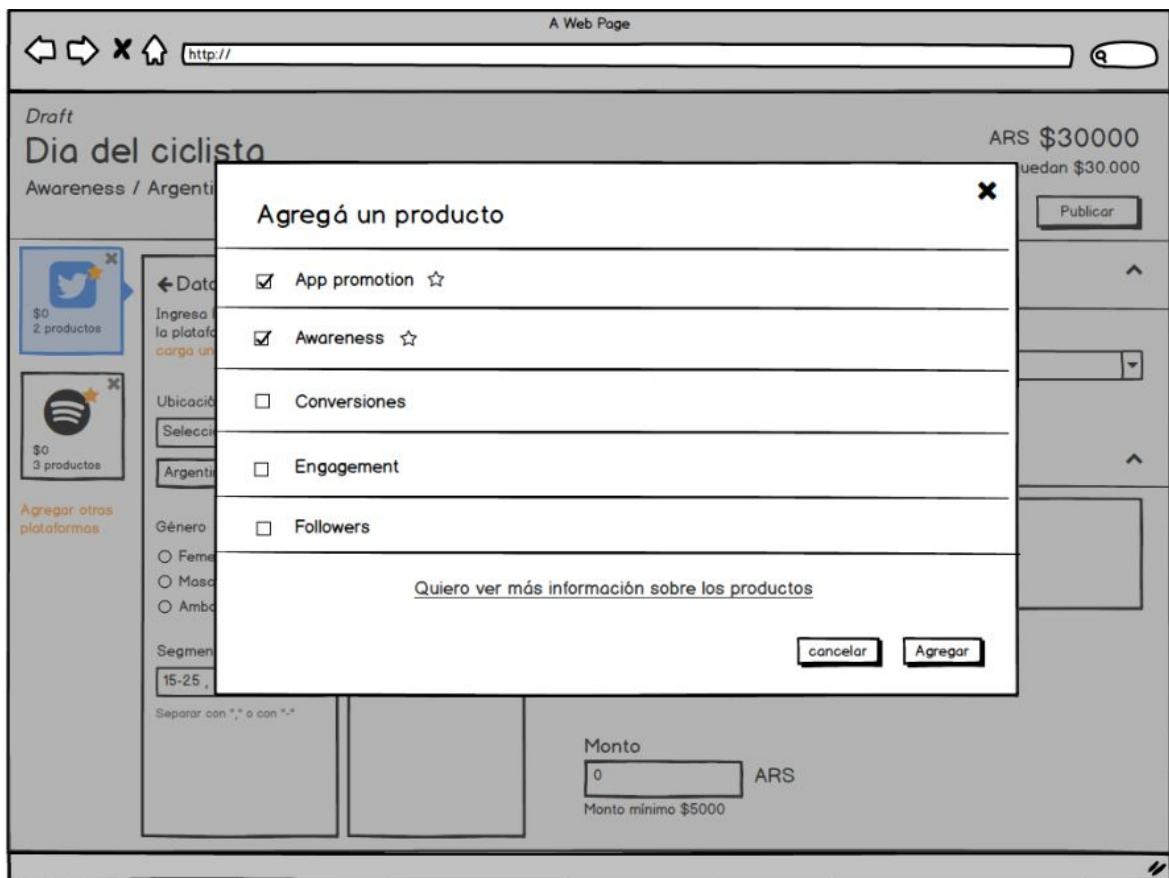 A Web Page
http://
Draft
Dia del ciclista
Awareness / Argenti
ARS $30000
uedan $30.000
Publicar
$0
2 productos
$0
3 productos
Agregar otras
plataformas
Ingresa
la plataf
carga un
Ubicació
Selecci
Argenti
Género
Feme
Masc
Ambo
Segmen
15-25 ,
Separar con "," o con "-"
Agregá un producto
App promotion
Awareness
Conversiones
Engagement
Followers
Quiero ver más información sobre los productos
cancelar
Agregar
Monto
0
ARS
Monto mínimo $5000